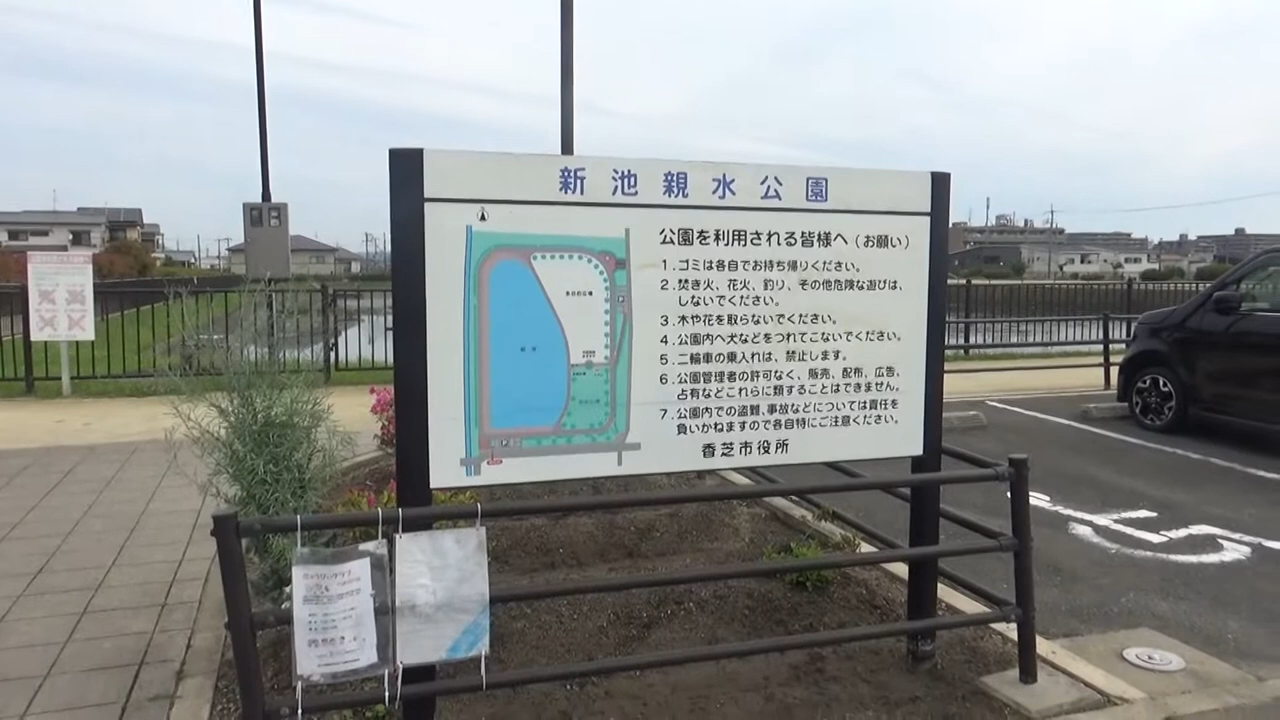 新池親水公園
公園を利用される皆様へ(お願い)
1.ゴミは各自でお持ち帰りください。
2.焚き火、花火、釣り、その他危険な遊びは、
しないでください。
3.木や花を取らないでください。
4.公園内へ犬などをつれてこないでください。
5.二輪車の乗入れは、禁止します。
6.公園管理者の許可なく、販売、配布、広告、
占有などこれらに類することはできません。
7.公園内での盗難、事故などについては責任を
負いかねますので各自特にご注意ください。
香芝市役所
多目的広場
P
P